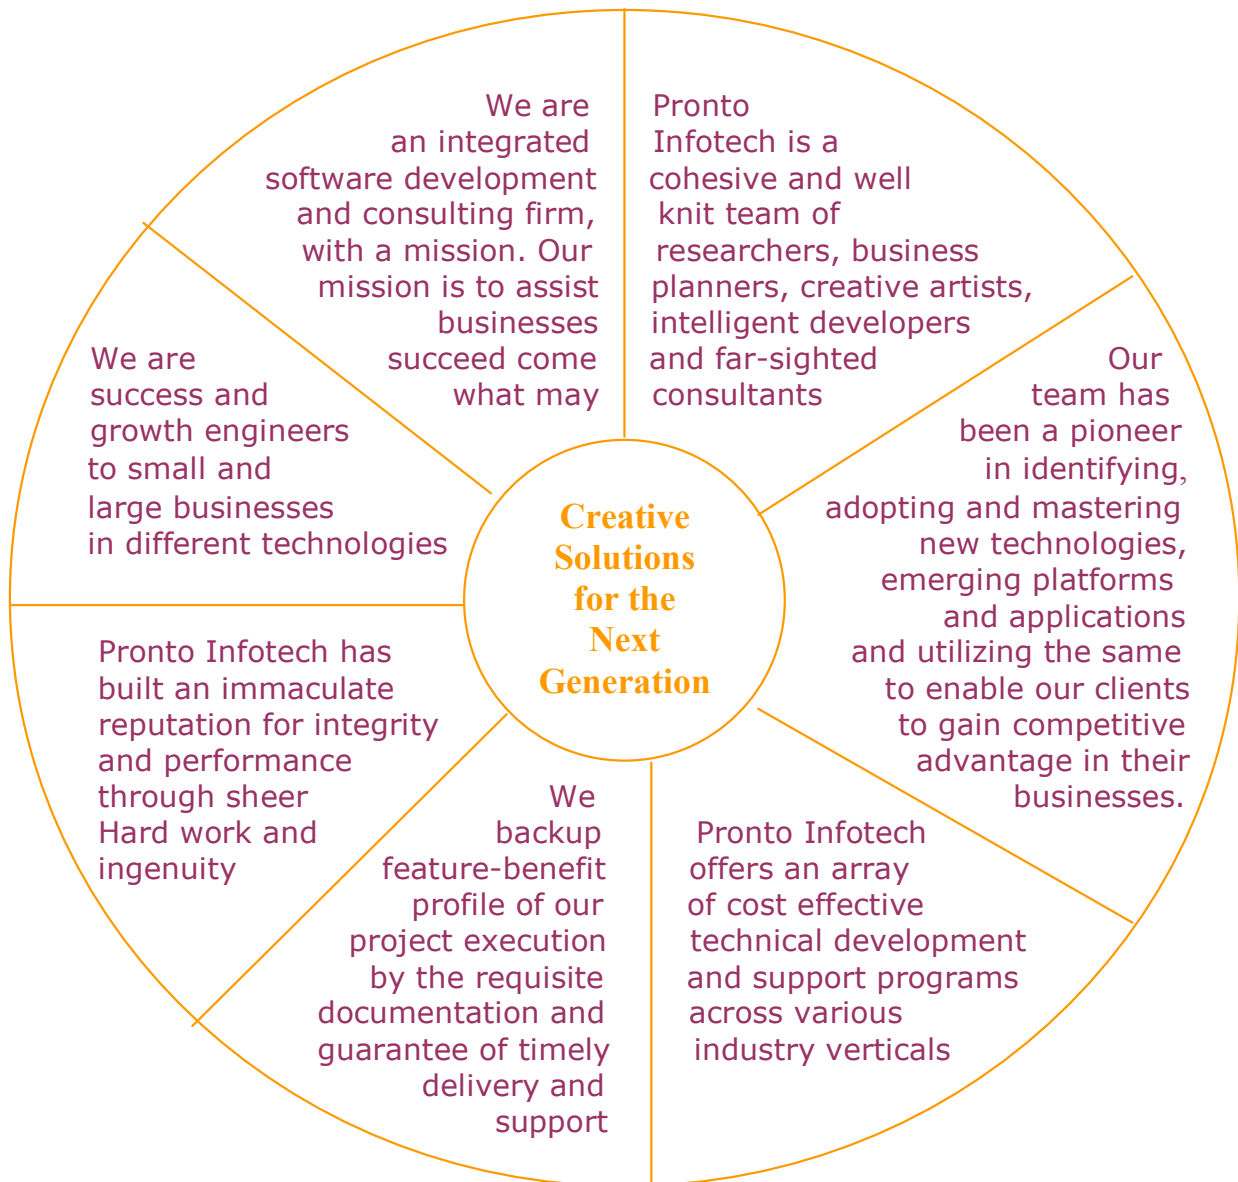 We are
an integrated
software development
and consulting firm,
with a mission. Our
mission is to assist
businesses
succeed come
what may
Pronto
Infotech is a
cohesive and well
knit team of
researchers, business
planners, creative artists,
intelligent developers
and far-sighted
consultants
Our
team has
been a pioneer
in identifying,
adopting and mastering
new technologies,
emerging platforms
and applications
and utilizing the same
to enable our clients
to gain competitive
advantage in their
businesses.
Pronto Infotech
offers an array
of cost effective
technical development
and support programs
across various
industry verticals
We
backup
feature-benefit
profile of our
project execution
by the requisite
documentation and
guarantee of timely
delivery and
support
Pronto Infotech has
built an immaculate
reputation for integrity
and performance
through sheer
Hard work and
ingenuity
We are
success and
growth engineers
to small and
large businesses
in different technologies
Creative
Solutions
for the
Next
Generation